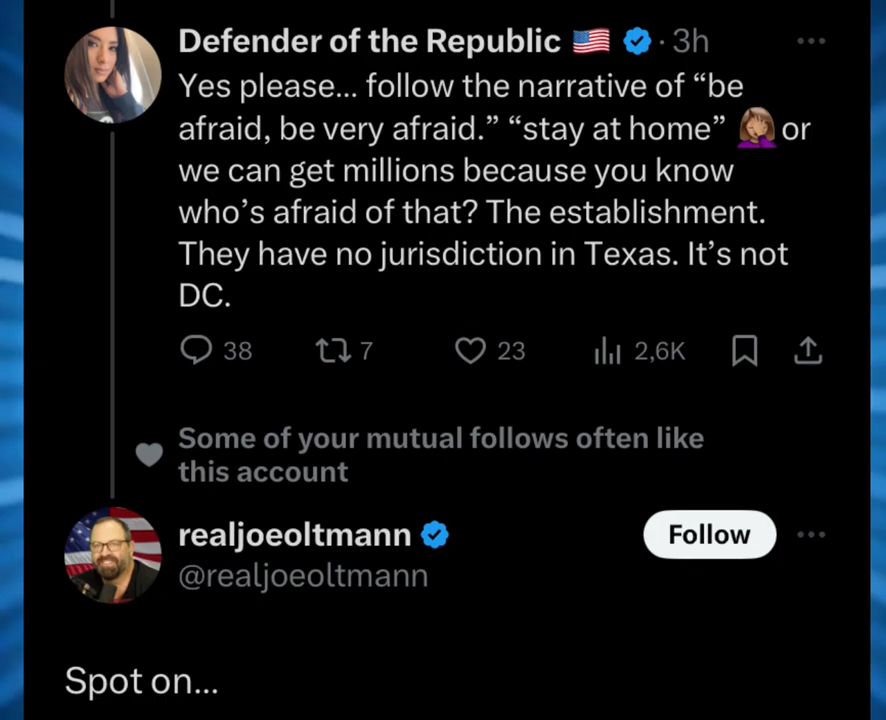 Defender of the Republic 🇺🇸 · 3h
Yes please... follow the narrative of “be
afraid, be very afraid.” “stay at home” 🤦🏽‍♀️ or
we can get millions because you know
who’s afraid of that? The establishment.
They have no jurisdiction in Texas. It’s not
DC.
38 7 23 2,6K
Some of your mutual follows often like
this account
realjoeoltmann
Follow
@realjoeoltmann
Spot on...